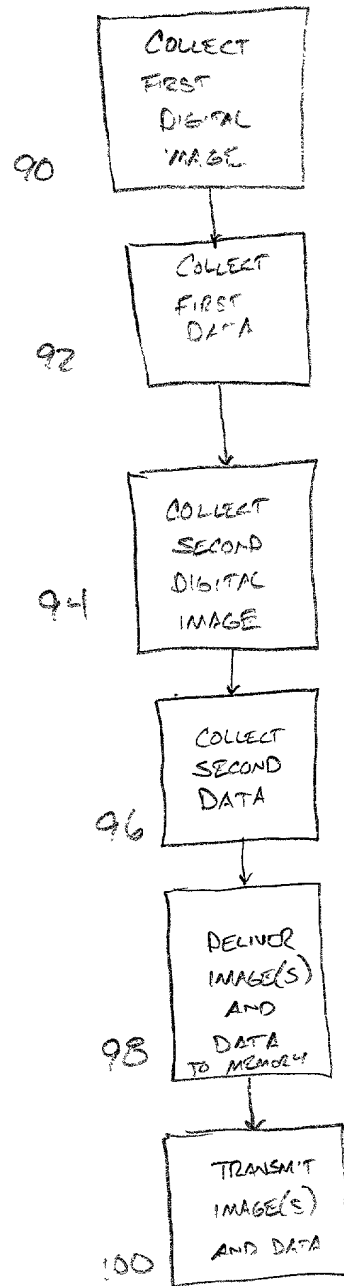 COLLECT
FIRST
DIGITAL
IMAGE
90
COLLECT
FIRST
DATA
92
COLLECT
SECOND
DIGITAL
IMAGE
94
COLLECT
SECOND
DATA
96
DELIVER
IMAGE(S)
AND
DATA
TO MEMORY
98
TRANSMIT
IMAGE(S)
AND DATA
100